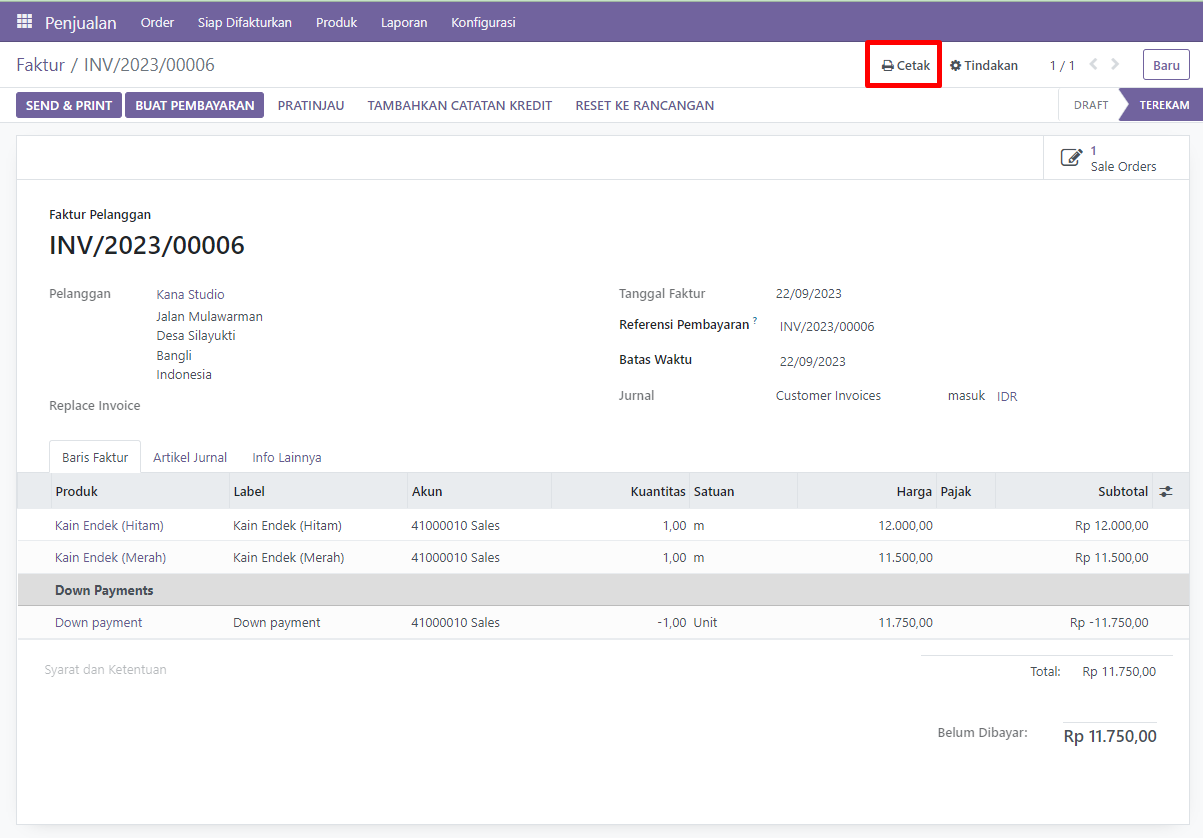 Penjualan Order Siap Difakturkan Produk Laporan Konfigurasi
Faktur / INV/2023/00006 Cetak Tindakan 1 / 1 Baru
SEND & PRINT BUAT PEMBAYARAN PRATINJAU TAMBAHKAN CATATAN KREDIT RESET KE RANCANGAN DRAFT TEREKAM
1
Sale Orders
Faktur Pelanggan
INV/2023/00006
Pelanggan Kana Studio
Jalan Mulawarman
Desa Silayukti
Bangli
Indonesia
Replace Invoice
Tanggal Faktur 22/09/2023
Referensi Pembayaran ? INV/2023/00006
Batas Waktu 22/09/2023
Jurnal Customer Invoices masuk IDR
Baris Faktur Artikel Jurnal Info Lainnya
Produk Label Akun Kuantitas Satuan Harga Pajak Subtotal
Kain Endek (Hitam) Kain Endek (Hitam) 41000010 Sales 1,00 m 12.000,00 Rp 12.000,00
Kain Endek (Merah) Kain Endek (Merah) 41000010 Sales 1,00 m 11.500,00 Rp 11.500,00
Down Payments
Down payment Down payment 41000010 Sales -1,00 Unit 11.750,00 Rp -11.750,00
Syarat dan Ketentuan
Total: Rp 11.750,00
Belum Dibayar: Rp 11.750,00